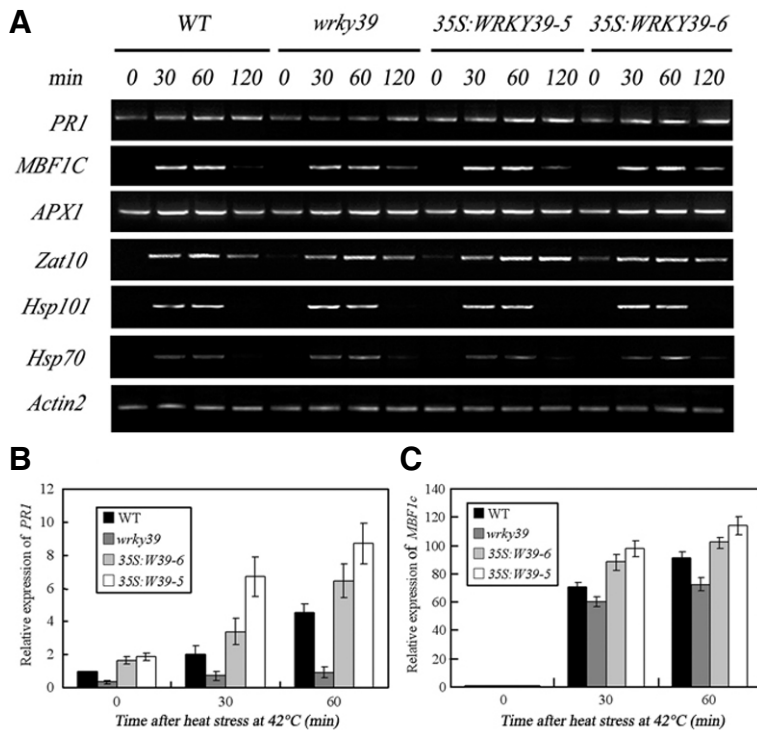 A
WT wrky39 35S:WRKY39-5 35S:WRKY39-6
min 0 30 60 120 0 30 60 120 0 30 60 120 0 30 60 120
PR1
MBF1C
APX1
Zat10
Hsp101
Hsp70
Actin2
B
Relative expression of PR1
12
10
8
6
4
2
0
WT
wrky39
35S:W39-6
35S:W39-5
0 30 60
Time after heat stress at 42°C (min)
C
Relative expression of MBF1c
140
120
100
80
60
40
20
0
WT
wrky39
35S:W39-6
35S:W39-5
0 30 60
Time after heat stress at 42°C (min)